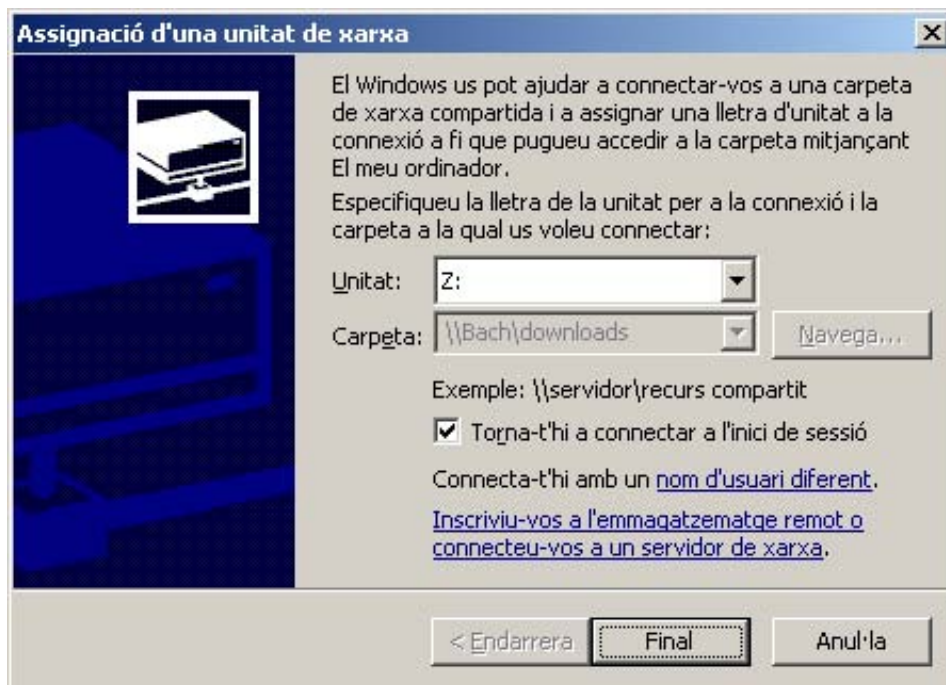 Assignació d'una unitat de xarxa
El Windows us pot ajudar a connectar-vos a una carpeta
de xarxa compartida i a assignar una lletra d'unitat a la
connexió a fi que pugueu accedir a la carpeta mitjançant
El meu ordinador.
Especifiqueu la lletra de la unitat per a la connexió i la
carpeta a la qual us voleu connectar:
Unitat: Z:
Carpeta: \\Bach\downloads Navega...
Exemple: \\servidor\recurs compartit
Torna-t'hi a connectar a l'inici de sessió
Connecta-t'hi amb un nom d'usuari diferent.
Inscriviu-vos a l'emmagatzematge remot o
connecteu-vos a un servidor de xarxa.
< Endarrera Final Anul·la